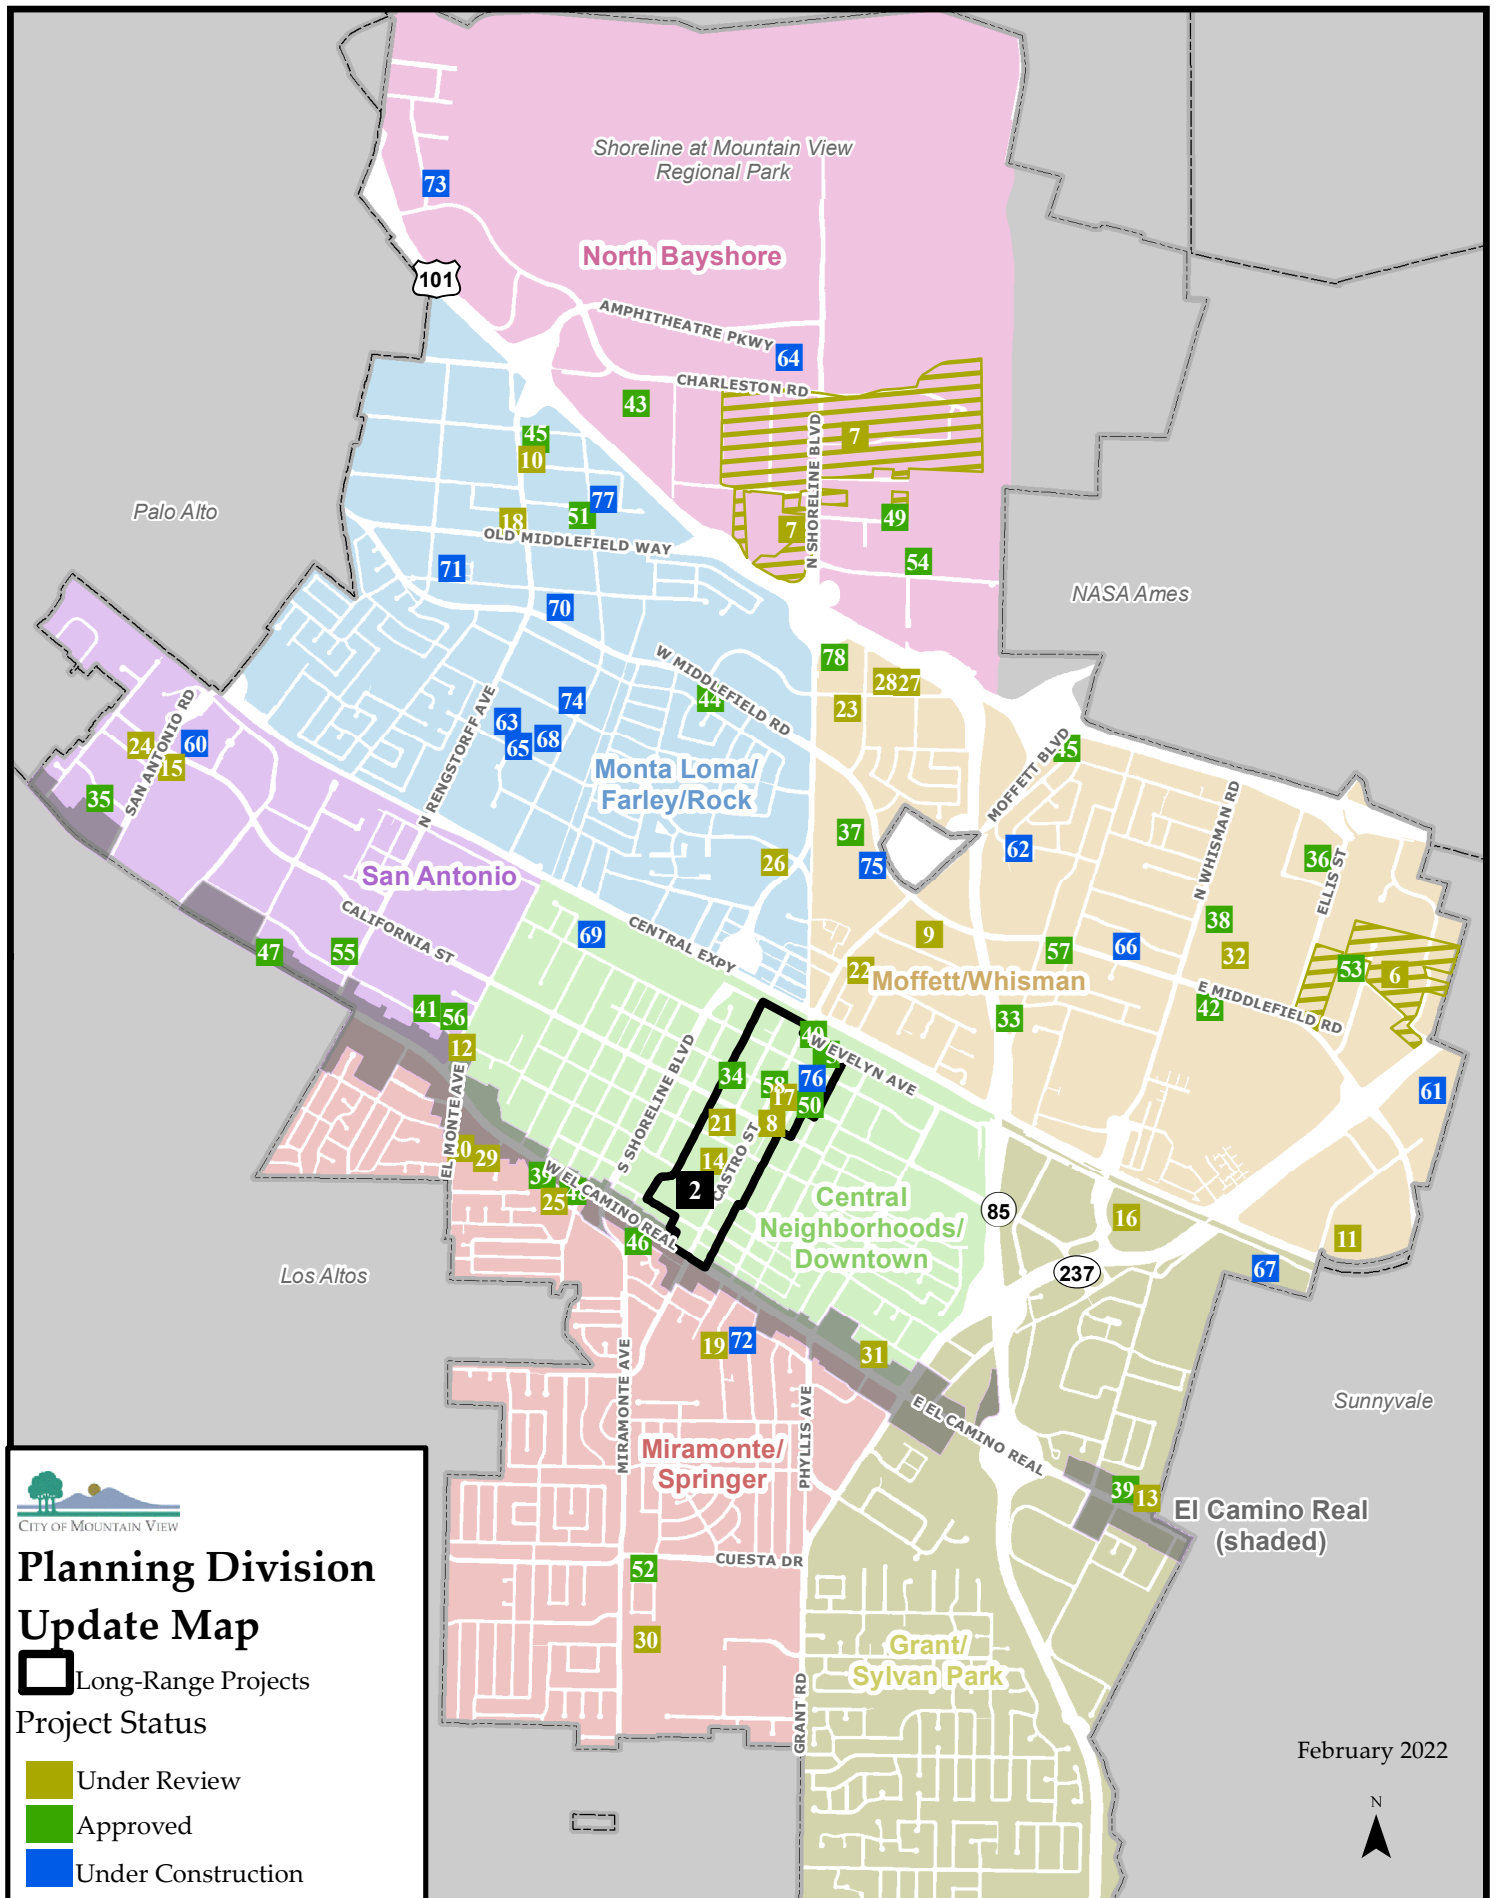 Shoreline at Mountain View
Regional Park
73
North Bayshore
101
AMPHITHEATRE PKWY
64
CHARLESTON RD
43
45
10
7
N SHORELINE BLVD
77
51
18
49
7
Palo Alto
OLD MIDDLEFIELD WAY
54
71
NASA Ames
70
78
W MIDDLEFIELD RD
28
27
44
23
74
63
68
65
N RENGSTORFF AVE
SAN ANTONIO RD
24
60
15
35
MOFFETT BLVD
45
Monta Loma/
Farley/Rock
N WHISMAN RD
37
62
75
26
36
ELLIS ST
San Antonio
CALIFORNIA ST
69
CENTRAL EXPY
9
38
47
55
57
66
32
53
6
22
Moffett/Whisman
E MIDDLEFIELD RD
42
41
56
33
12
40
W EVELYN AVE
34
58
76
17
50
61
S SHORELINE BLVD
EL MONTE AVE
21
8
CASTRO ST
20
29
14
39
48
25
W EL CAMINO REAL
2
Central
Neighborhoods/
Downtown
85
16
46
11
Los Altos
237
67
19
72
31
MIRAMONTE AVE
PHYLLIS AVE
E EL CAMINO REAL
Sunnyvale
Miramonte/
Springer
39
13
El Camino Real
(shaded)
CUESTA DR
52
30
Grant/
Sylvan Park
GRANT RD
CITY OF MOUNTAIN VIEW
Planning Division
Update Map
Long-Range Projects
Project Status
Under Review
Approved
Under Construction
February 2022
N